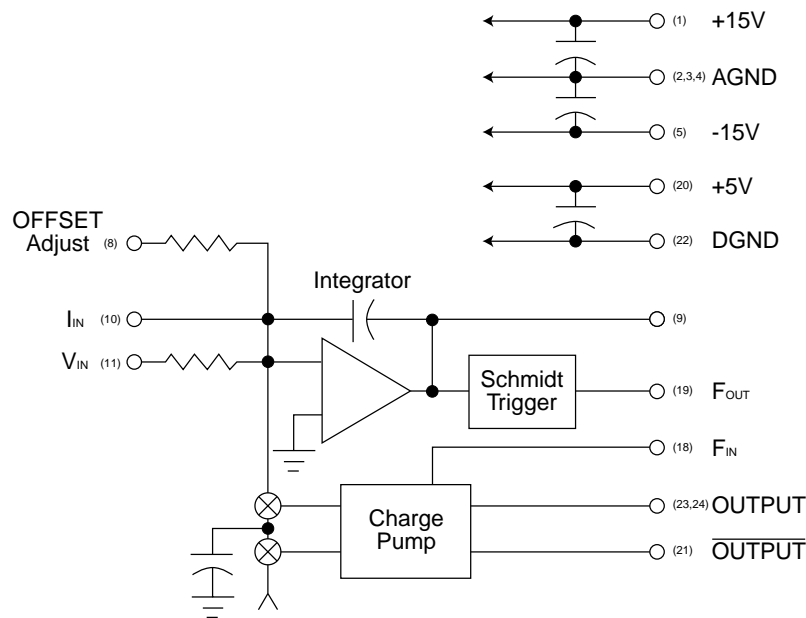 (1) +15V
(2,3,4) AGND
(5) -15V
(20) +5V
(22) DGND
OFFSET
Adjust (8)
Integrator
IIN (10)
(9)
VIN (11)
Schmidt
Trigger
(19) FOUT
(18) FIN
Charge
Pump
(23,24) OUTPUT
(21) OUTPUT